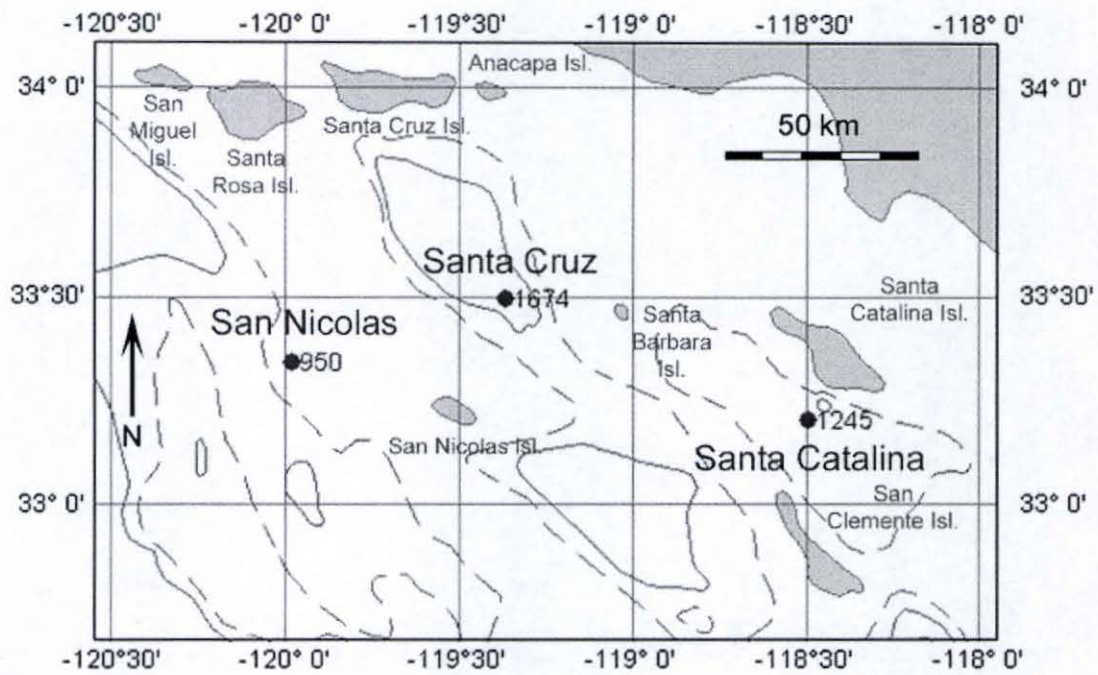 -120°30' -120° 0' -119°30' -119° 0' -118°30' -118° 0'
34° 0'
34° 0'
Anacapa Isl.
San
Miguel
Isl.
Santa
Rosa Isl.
Santa Cruz Isl.
50 km
Santa Cruz
1674
33°30'
33°30'
Santa
Catalina Isl.
San Nicolas
950
Santa
Barbara
Isl.
N
San Nicolas Isl.
1245
Santa Catalina
San
Clemente Isl.
33° 0'
33° 0'
-120°30' -120° 0' -119°30' -119° 0' -118°30' -118° 0'